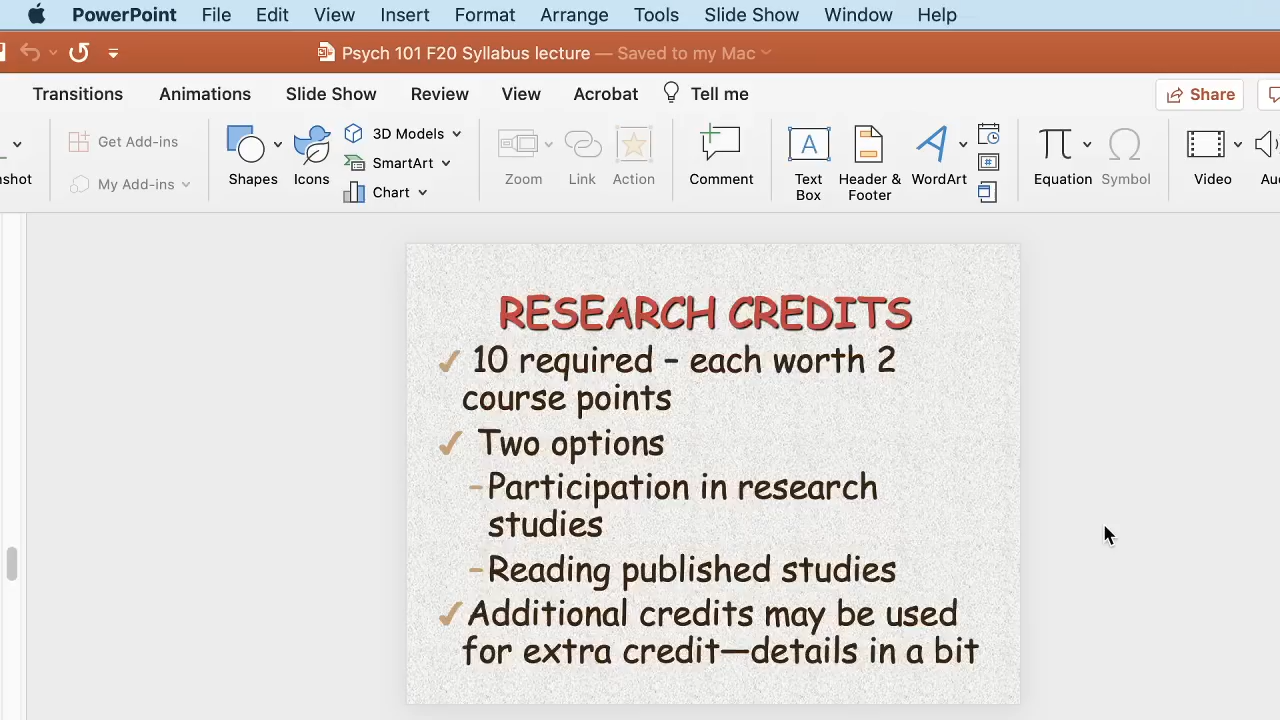 PowerPoint File Edit View Insert Format Arrange Tools Slide Show Window Help
Psych 101 F20 Syllabus lecture — Saved to my Mac
Transitions Animations Slide Show Review View Acrobat Tell me Share
Get Add-ins
My Add-ins
Shapes
Icons
3D Models
SmartArt
Chart
Zoom
Link
Action
Comment
Text
Box
Header &
Footer
WordArt
Equation
Symbol
Video
RESEARCH CREDITS
✓ 10 required – each worth 2
course points
✓ Two options
–Participation in research
studies
–Reading published studies
✓Additional credits may be used
for extra credit—details in a bit